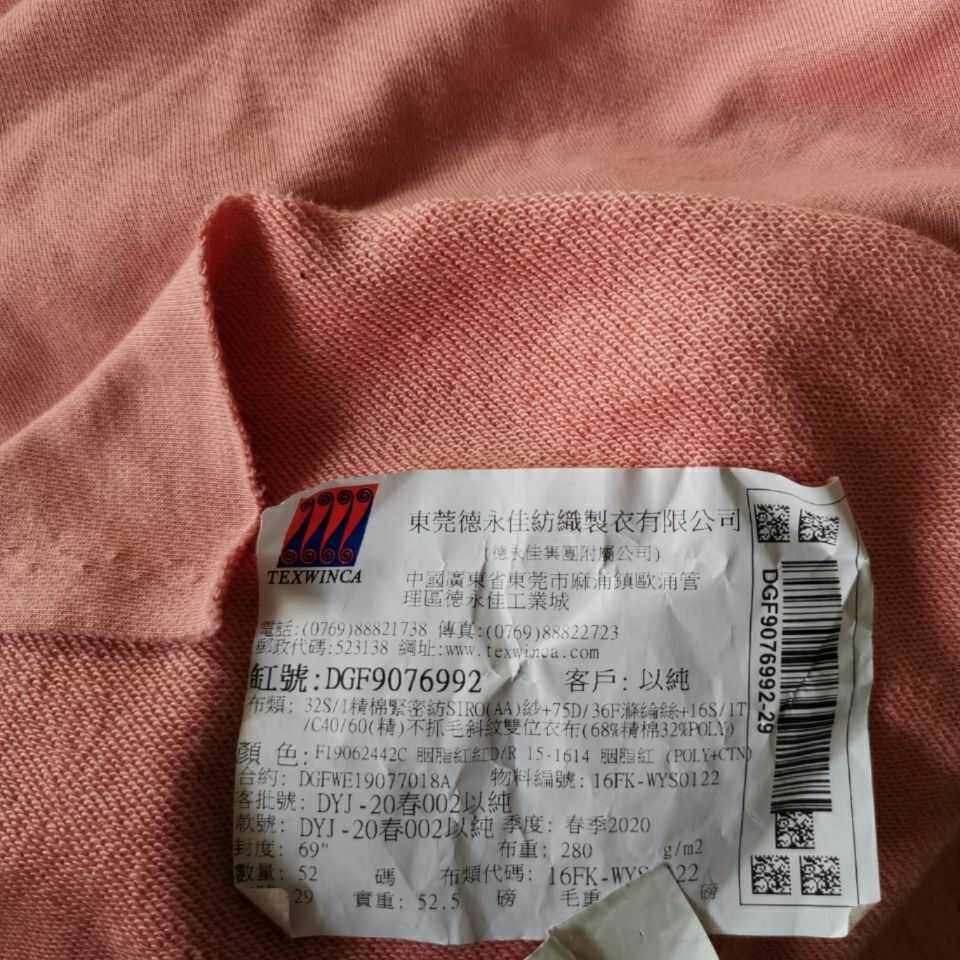 TEXWINCA
東莞德永佳紡織製衣有限公司
(德永佳集團附屬公司)
中國廣東省東莞市麻涌鎮歐涌管
理區德永佳工業城
電話:(0769)88821738 傳真:(0769)88822723
郵政代碼:523138 網址:www.texwinca.com
缸號:DGF9076992 客戶: 以純
布類: 32S/1精棉緊密紡SIRO(AA)紗+75D/36F滌綸絲+16S/1T
/C40/60(精)不抓毛斜紋雙位衣布(68%精棉32%POLY)
顏 色: F19062442C 胭脂紅紅D/R 15-1614 胭脂紅 (POLY+CTN)
台約: DGFWE19077018A 物料編號: 16FK-WYS0122
客批號: DYJ-20春002以純
款號: DYJ-20春002以純 季度: 春季2020
封度: 69" 布重: 280 g/m2
數量: 52 碼 布類代碼: 16FK-WYS0122
29 實重: 52.5 磅 毛重 磅
DGF9076992-29